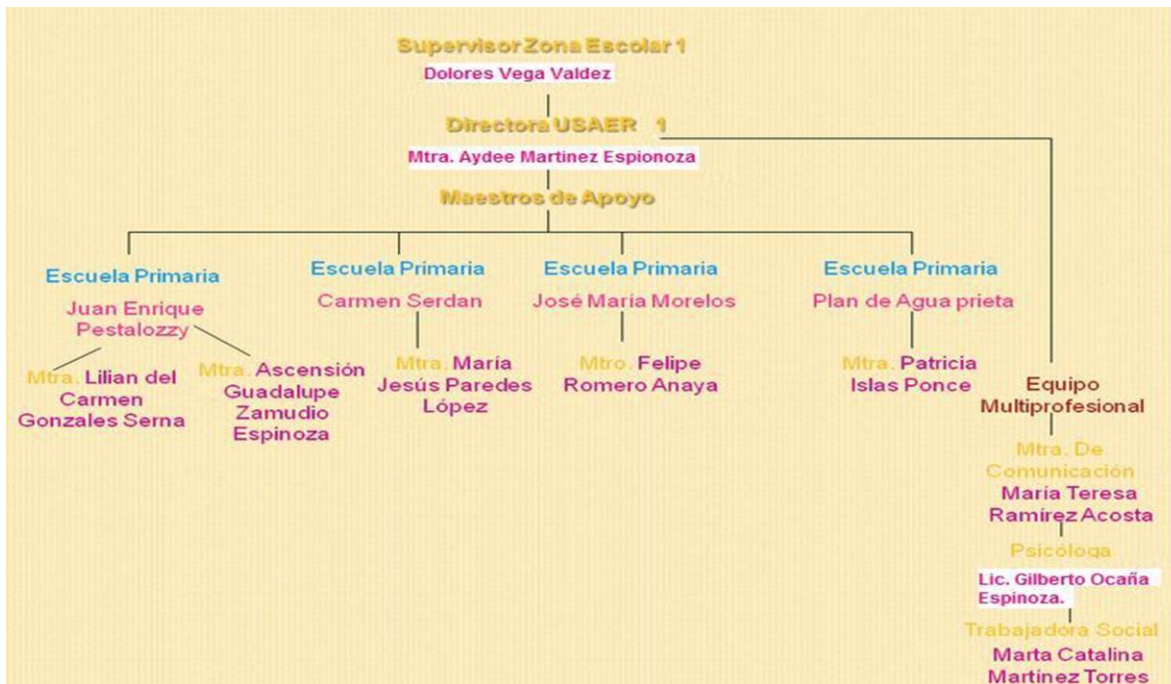 Supervisor Zona Escolar 1
Dolores Vega Valdez
Directora USAER 1
Mtra. Aydee Martinez Espionoza
Maestros de Apoyo
Escuela Primaria
Juan Enrique
Pestalozzy
Mtra. Lilian del
Carmen
Gonzales Serna
Mtra. Ascensión
Guadalupe
Zamudio
Espinoza
Escuela Primaria
Carmen Serdan
Mtra. María
Jesús Paredes
López
Escuela Primaria
José María Morelos
Mtro. Felipe
Romero Anaya
Escuela Primaria
Plan de Agua prieta
Mtra. Patricia
Islas Ponce
Equipo
Multiprofesional
Mtra. De
Comunicación
María Teresa
Ramírez Acosta
Psicóloga
Lic. Gilberto Ocaña
Espinoza.
Trabajadora Social
Marta Catalina
Martínez Torres